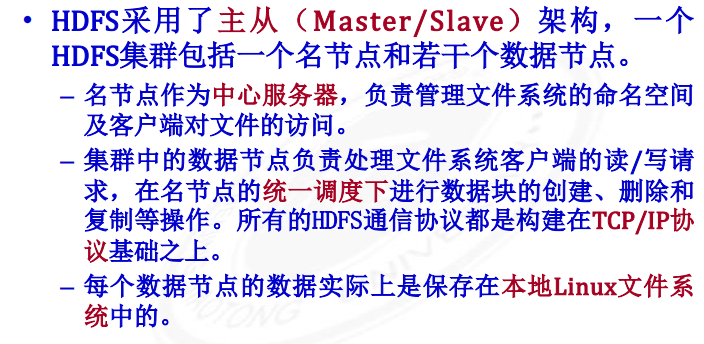 • HDFS采用了主从（Master/Slave）架构，一个
HDFS集群包括一个名节点和若干个数据节点。
– 名节点作为中心服务器，负责管理文件系统的命名空间
及客户端对文件的访问。
– 集群中的数据节点负责处理文件系统客户端的读/写请
求，在名节点的统一调度下进行数据块的创建、删除和
复制等操作。所有的HDFS通信协议都是构建在TCP/IP协
议基础之上。
– 每个数据节点的数据实际上是保存在本地Linux文件系
统中的。